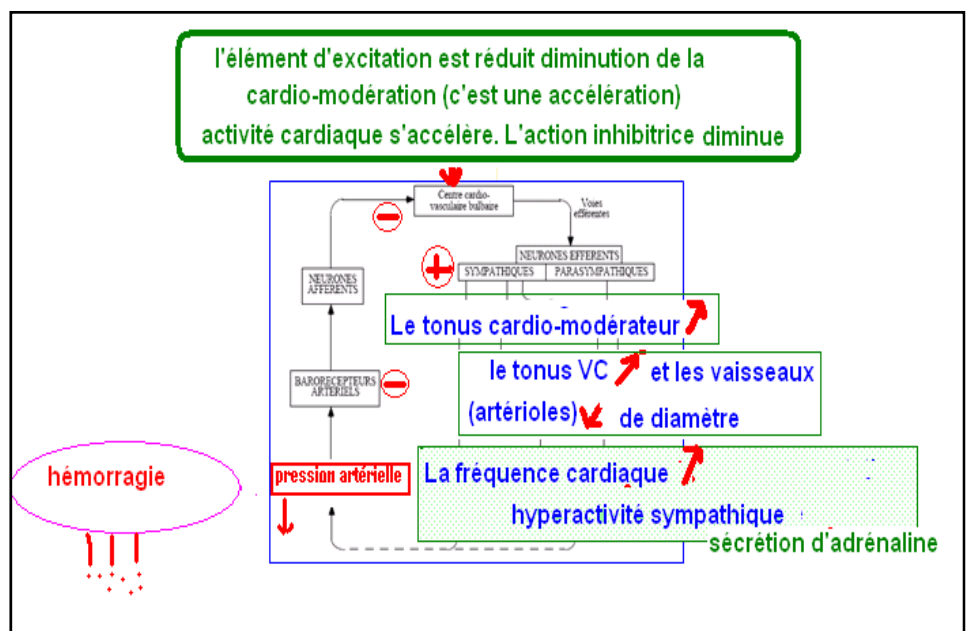 l'élément d'excitation est réduit diminution de la
cardio-modération (c'est une accélération)
activité cardiaque s'accélère. L'action inhibitrice diminue
Centre cardio-
vasculaire bulbaire
Voies
efférentes
NEURONES EFFERENTS
SYMPATHIQUES PARASYMPATHIQUES
NEURONES
AFFERENTS
Le tonus cardio-modérateur
le tonus VC et les vaisseaux
(artérioles) de diamètre
BARORECEPTEURS
ARTERIELS
hémorragie
pression artérielle
La fréquence cardiaque
hyperactivité sympathique
sécrétion d'adrénaline